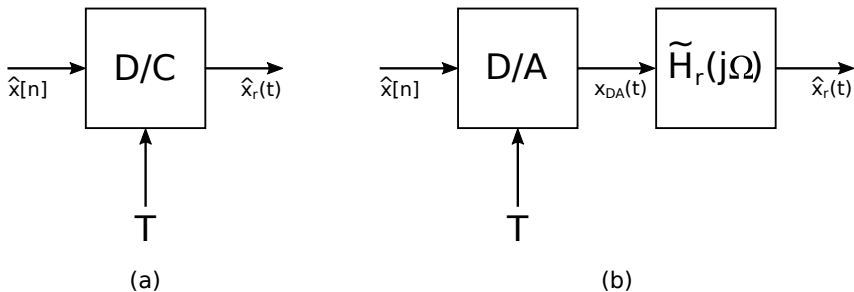 D/C
x̂[n]
x̂r(t)
T
(a)
D/A
H̃r(jΩ)
x̂[n]
xDA(t)
x̂r(t)
T
(b)